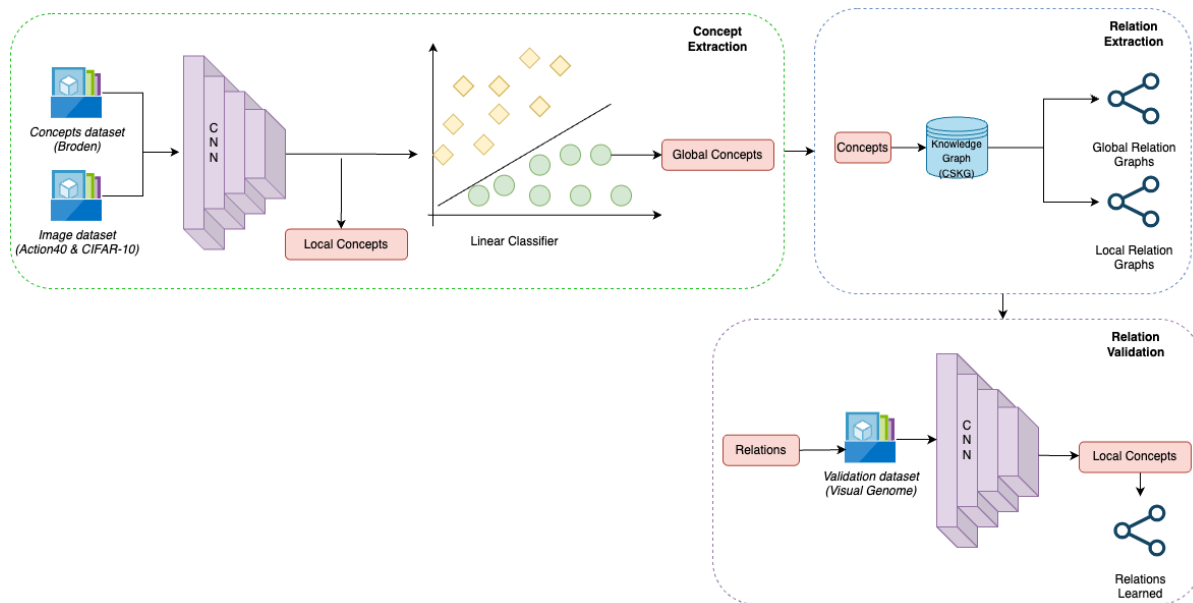 Concept
Extraction
Concepts dataset
(Broden)
Image dataset
(Action40 & CIFAR-10)
C
N
N
Local Concepts
Linear Classifier
Global Concepts
Relation
Extraction
Concepts
Knowledge
Graph
(CSKG)
Global Relation
Graphs
Local Relation
Graphs
Relation
Validation
Relations
Validation dataset
(Visual Genome)
C
N
N
Local Concepts
Relations
Learned